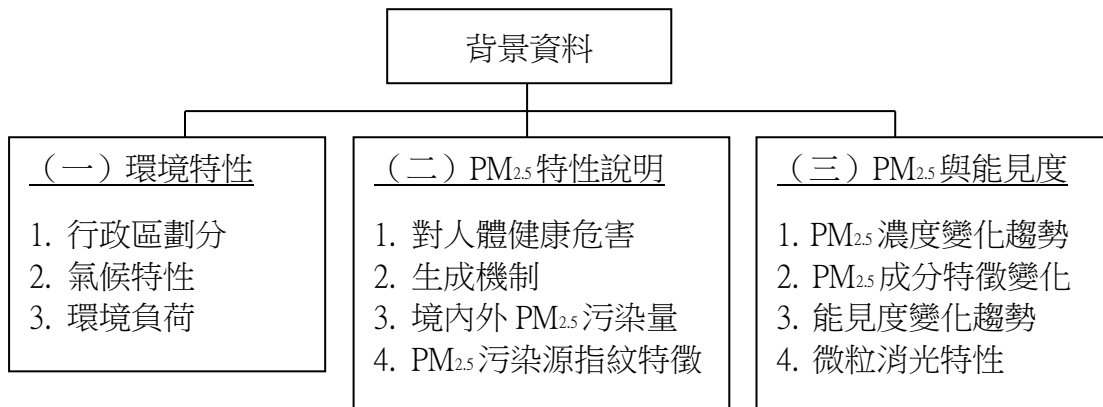 背景資料
（一）環境特性
1. 行政區劃分
2. 氣候特性
3. 環境負荷
（二）PM2.5特性說明
1. 對人體健康危害
2. 生成機制
3. 境內外 PM2.5污染量
4. PM2.5污染源指紋特徵
（三）PM2.5與能見度
1. PM2.5濃度變化趨勢
2. PM2.5成分特徵變化
3. 能見度變化趨勢
4. 微粒消光特性